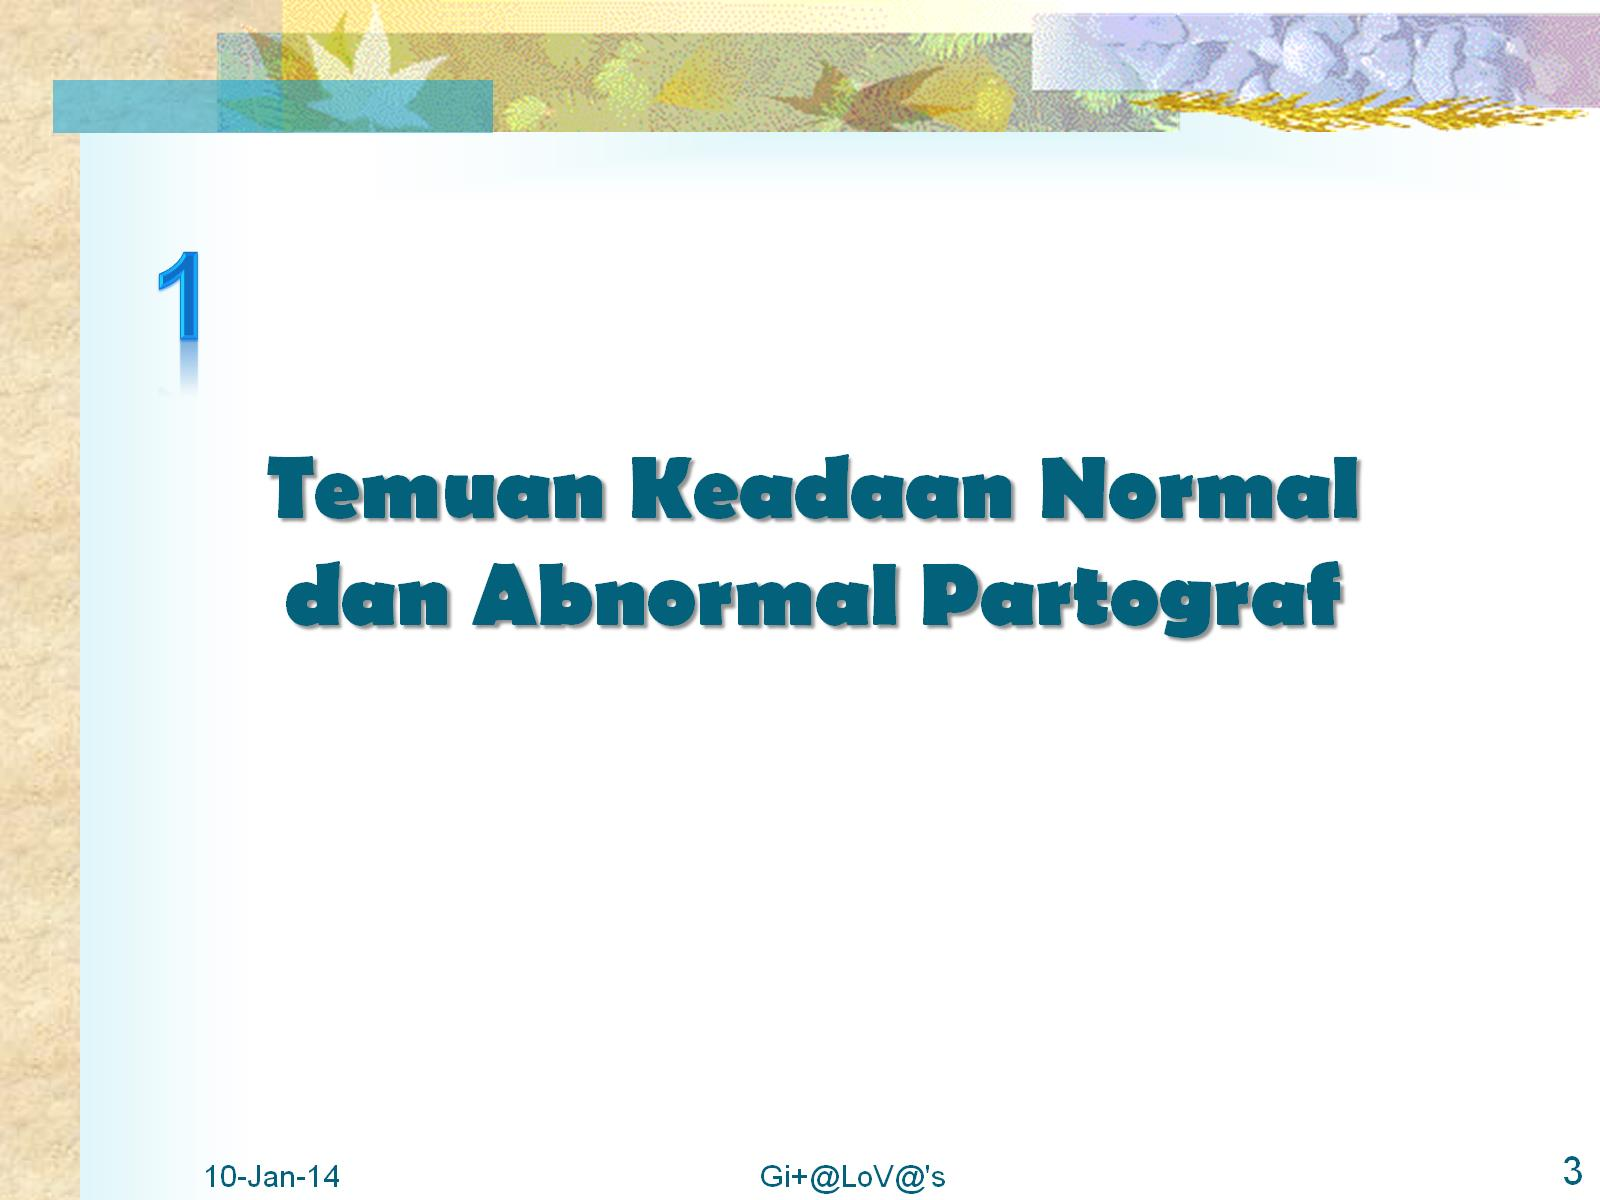 1
Temuan Keadaan Normal
dan Abnormal Partograf
10-Jan-14
Gi+@LoV@'s
3